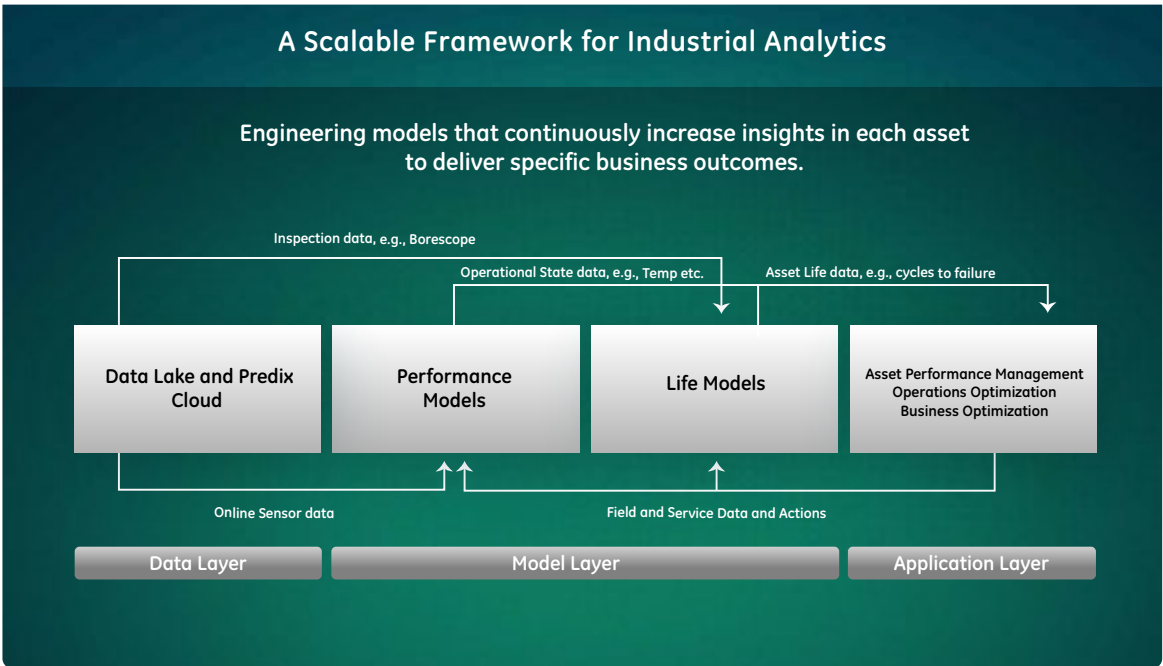 A Scalable Framework for Industrial Analytics
Engineering models that continuously increase insights in each asset
to deliver specific business outcomes.
Inspection data, e.g., Borescope
Operational State data, e.g., Temp etc.
Asset Life data, e.g., cycles to failure
Data Lake and Predix
Cloud
Performance
Models
Life Models
Asset Performance Management
Operations Optimization
Business Optimization
Online Sensor data
Field and Service Data and Actions
Data Layer
Model Layer
Application Layer